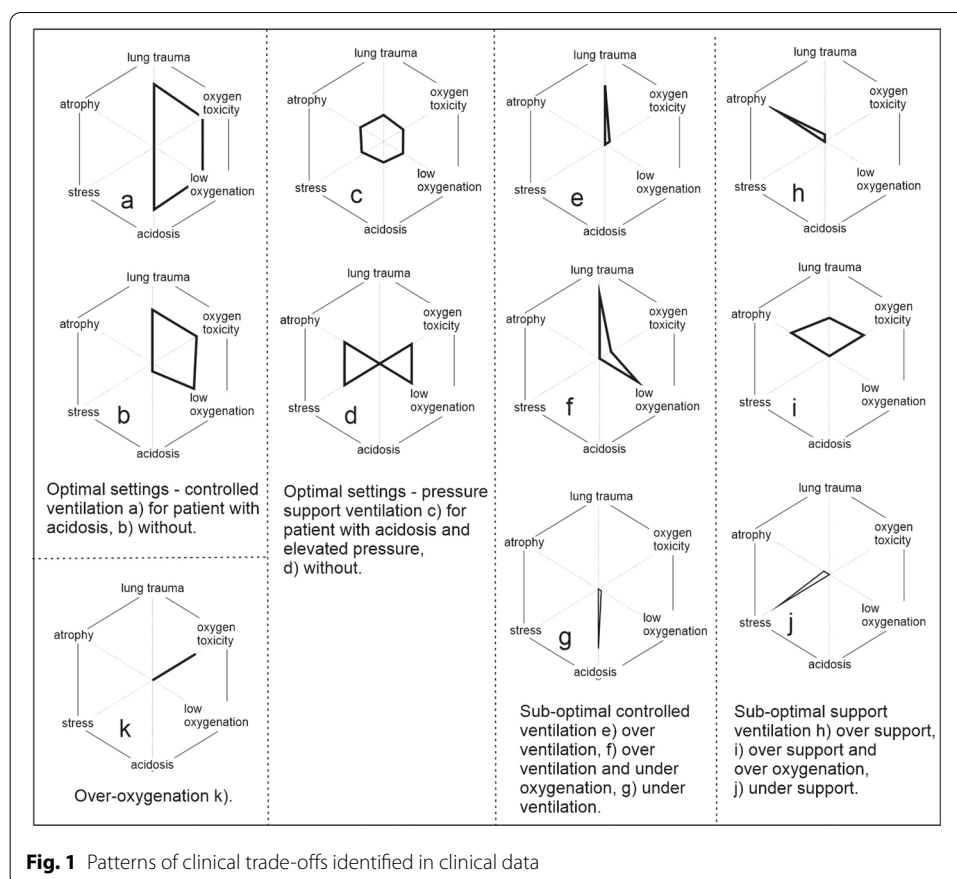 lung trauma
oxygen
toxicity
low
oxygenation
acidosis
stress
atrophy
a
lung trauma
oxygen
toxicity
low
oxygenation
acidosis
stress
atrophy
b
Optimal settings - controlled
ventilation a) for patient with
acidosis, b) without.
lung trauma
oxygen
toxicity
low
oxygenation
acidosis
stress
atrophy
k
Over-oxygenation k).
lung trauma
oxygen
toxicity
low
oxygenation
acidosis
stress
atrophy
c
lung trauma
oxygen
toxicity
low
oxygenation
acidosis
stress
atrophy
d
Optimal settings - pressure
support ventilation c) for
patient with acidosis and
elevated pressure,
d) without.
lung trauma
oxygen
toxicity
low
oxygenation
acidosis
stress
atrophy
e
lung trauma
oxygen
toxicity
low
oxygenation
acidosis
stress
atrophy
f
lung trauma
oxygen
toxicity
low
oxygenation
acidosis
stress
atrophy
g
Sub-optimal controlled
ventilation e) over
ventilation, f) over
ventilation and under
oxygenation, g) under
ventilation.
lung trauma
oxygen
toxicity
low
oxygenation
acidosis
stress
atrophy
h
lung trauma
oxygen
toxicity
low
oxygenation
acidosis
stress
atrophy
i
lung trauma
oxygen
toxicity
low
oxygenation
acidosis
stress
atrophy
j
Sub-optimal support
ventilation h) over support,
i) over support and
over oxygenation,
j) under support.
Fig. 1 Patterns of clinical trade-offs identified in clinical data